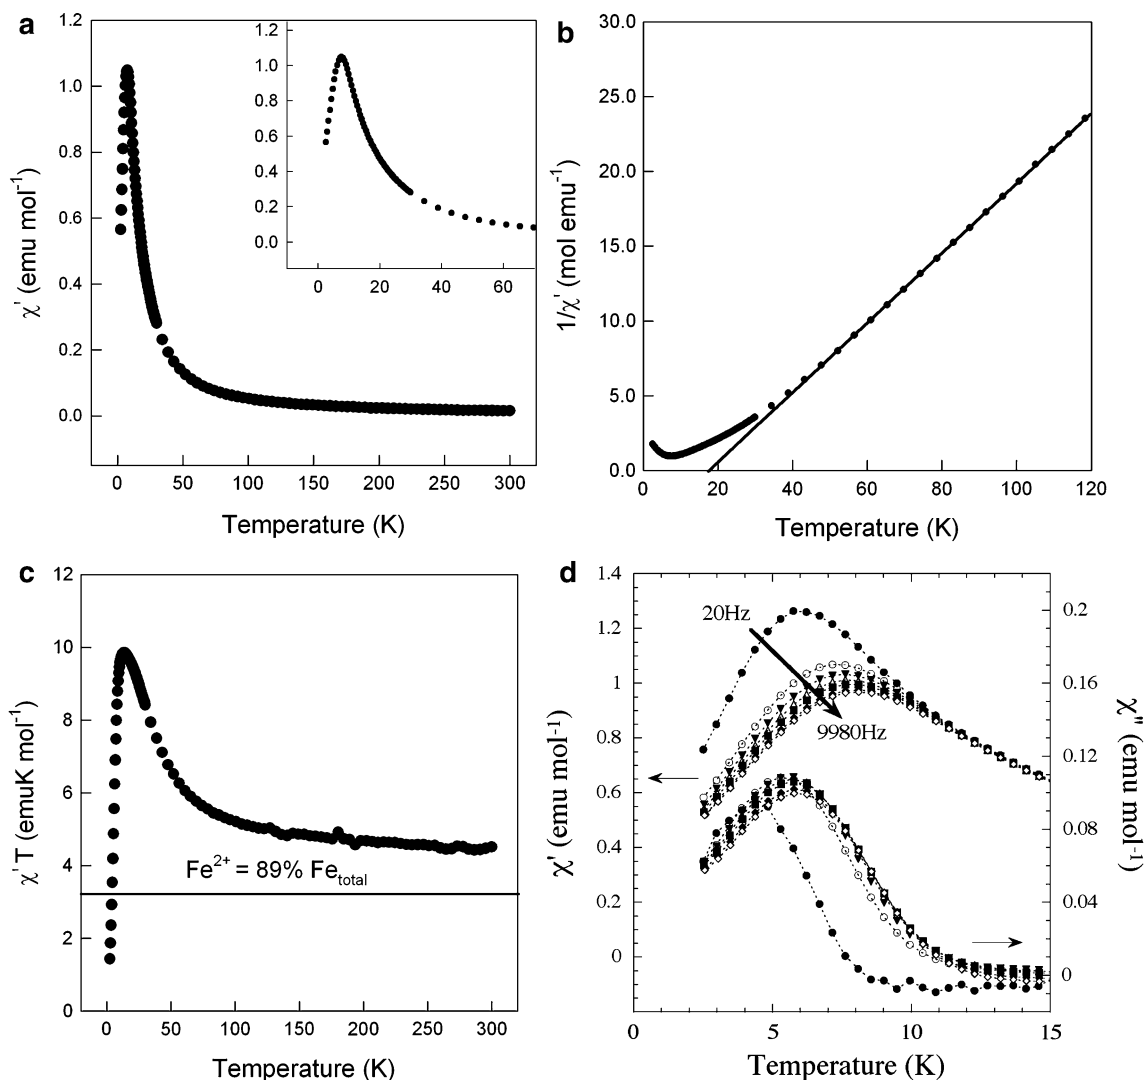 a
1.2
1.0
0.8
0.6
0.4
0.2
0.0
χ' (emu mol⁻¹)
0 50 100 150 200 250 300
Temperature (K)
1.2
1.0
0.8
0.6
0.4
0.2
0.0
0 20 40 60
b
30.0
25.0
20.0
15.0
10.0
5.0
0.0
1/χ' (mol emu⁻¹)
0 20 40 60 80 100 120
Temperature (K)
c
12
10
8
6
4
2
0
χ'T (emuK mol⁻¹)
Fe²⁺ = 89% Fe_total
0 50 100 150 200 250 300
Temperature (K)
d
1.4
1.2
1
0.8
0.6
0.4
0.2
0
χ' (emu mol⁻¹)
20Hz
9980Hz
0.2
0.16
0.12
0.08
0.04
0
χ" (emu mol⁻¹)
0 5 10 15
Temperature (K)